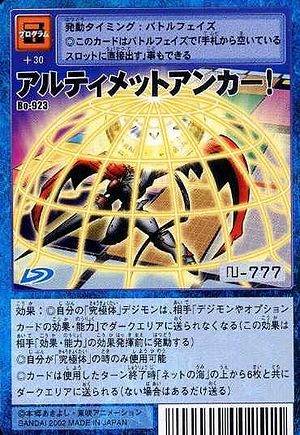 プログラム
+30
発動タイミング：バトルフェイズ
◎このカードはバトルフェイズで「手札から空いている
スロットに直接出す」事もできる
アルティメットアンカー！
Bo-923
-777
効果：◎自分の「究極体」デジモンは、相手「デジモンやオプション
カードの効果・能力」でダークエリアに送られなくなる（この効果は
相手「効果・能力」の効果発揮前に発動する）
◎自分が「究極体」の時のみ使用可能
◎カードは使用したターン終了時「ネットの海」の上から6枚と共に
ダークエリアに送られる（ない場合はあるだけ送る）
©本郷あきよし・東映アニメーション
BANDAI 2002 MADE IN JAPAN